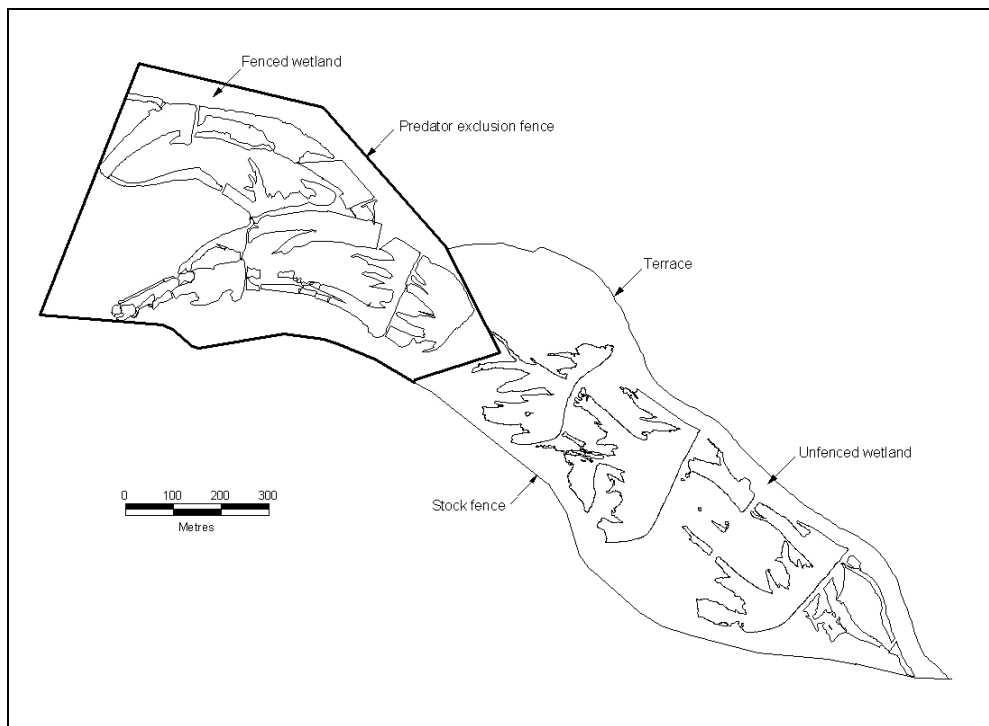 Fenced wetland
Predator exclusion fence
Terrace
Unfenced wetland
Stock fence
0 100 200 300
Metres